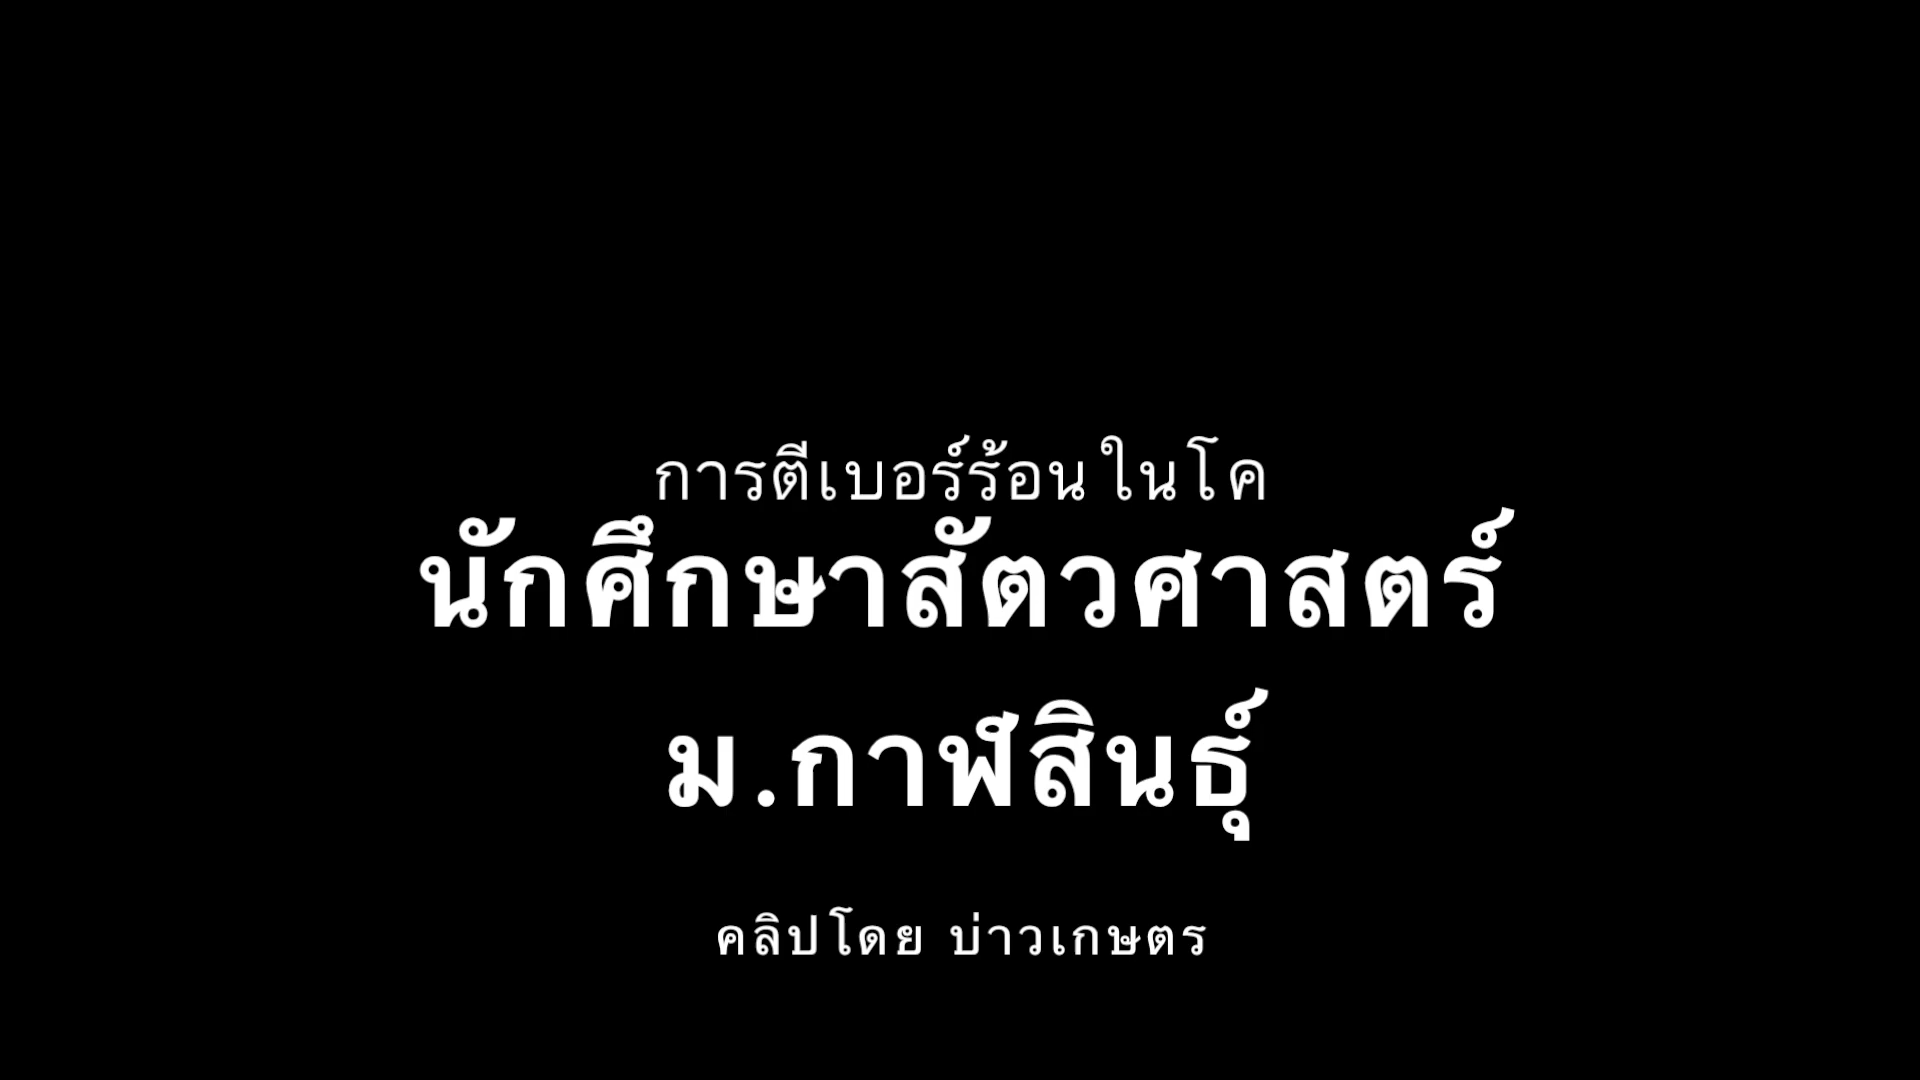 การตีเบอร์ร้อนในโค
นักศึกษาสัตวศาสตร์
ม.กาฬสินธุ์
คลิปโดย บ่าวเกษตร